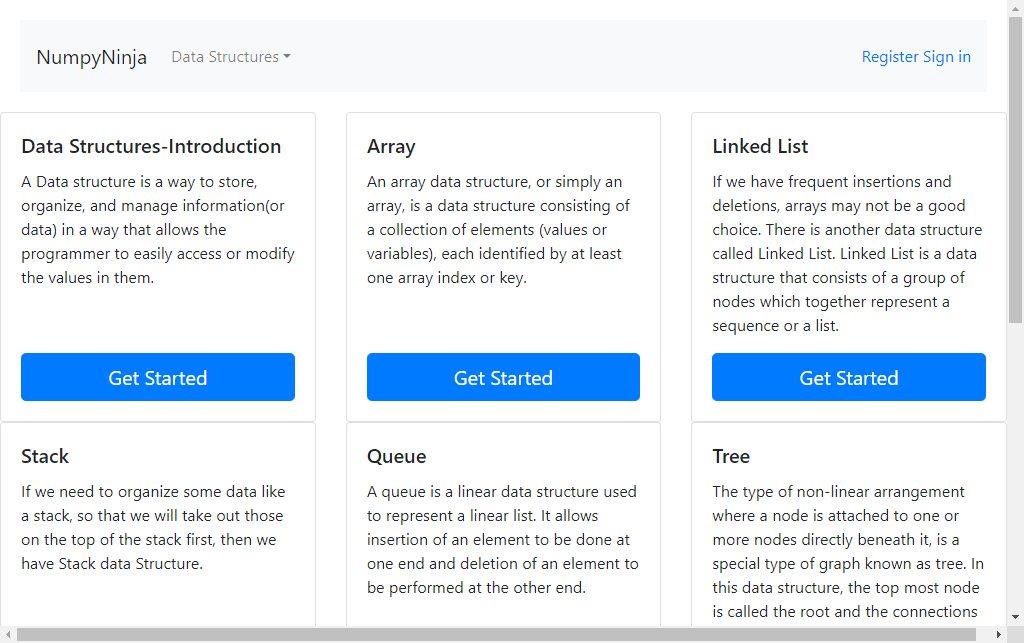 NumpyNinja Data Structures Register Sign in
Data Structures-Introduction
A Data structure is a way to store,
organize, and manage information(or
data) in a way that allows the
programmer to easily access or modify
the values in them.
Get Started
Array
An array data structure, or simply an
array, is a data structure consisting of
a collection of elements (values or
variables), each identified by at least
one array index or key.
Get Started
Linked List
If we have frequent insertions and
deletions, arrays may not be a good
choice. There is another data structure
called Linked List. Linked List is a data
structure that consists of a group of
nodes which together represent a
sequence or a list.
Get Started
Stack
If we need to organize some data like
a stack, so that we will take out those
on the top of the stack first, then we
have Stack data Structure.
Queue
A queue is a linear data structure used
to represent a linear list. It allows
insertion of an element to be done at
one end and deletion of an element to
be performed at the other end.
Tree
The type of non-linear arrangement
where a node is attached to one or
more nodes directly beneath it, is a
special type of graph known as tree. In
this data structure, the top most node
is called the root and the connections